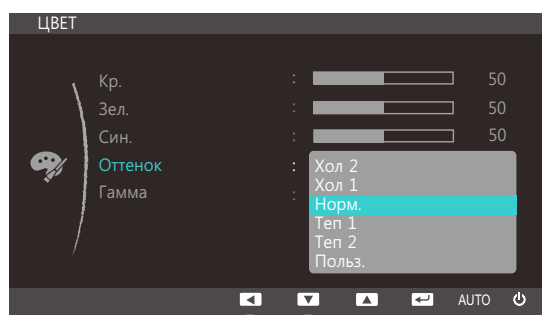 ЦВЕТ
Кр. : 50
Зел. : 50
Син. : 50
Оттенок :
Хол 2
Хол 1
Норм.
Теп 1
Теп 2
Польз.
Гамма :
AUTO